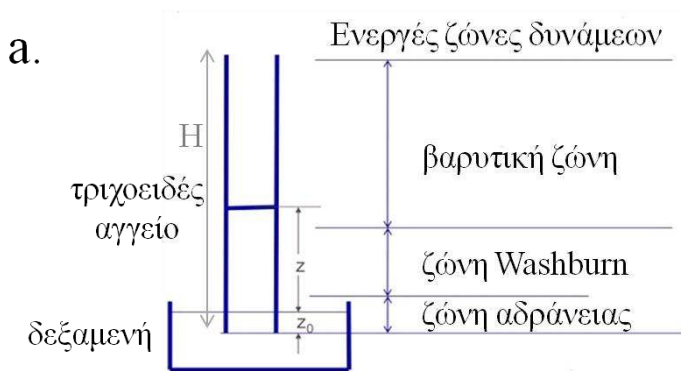 a.
Ενεργές ζώνες δυνάμεων
H
βαρυτική ζώνη
τριχοειδές
αγγείο
z
ζώνη Washburn
z₀
ζώνη αδράνειας
δεξαμενή